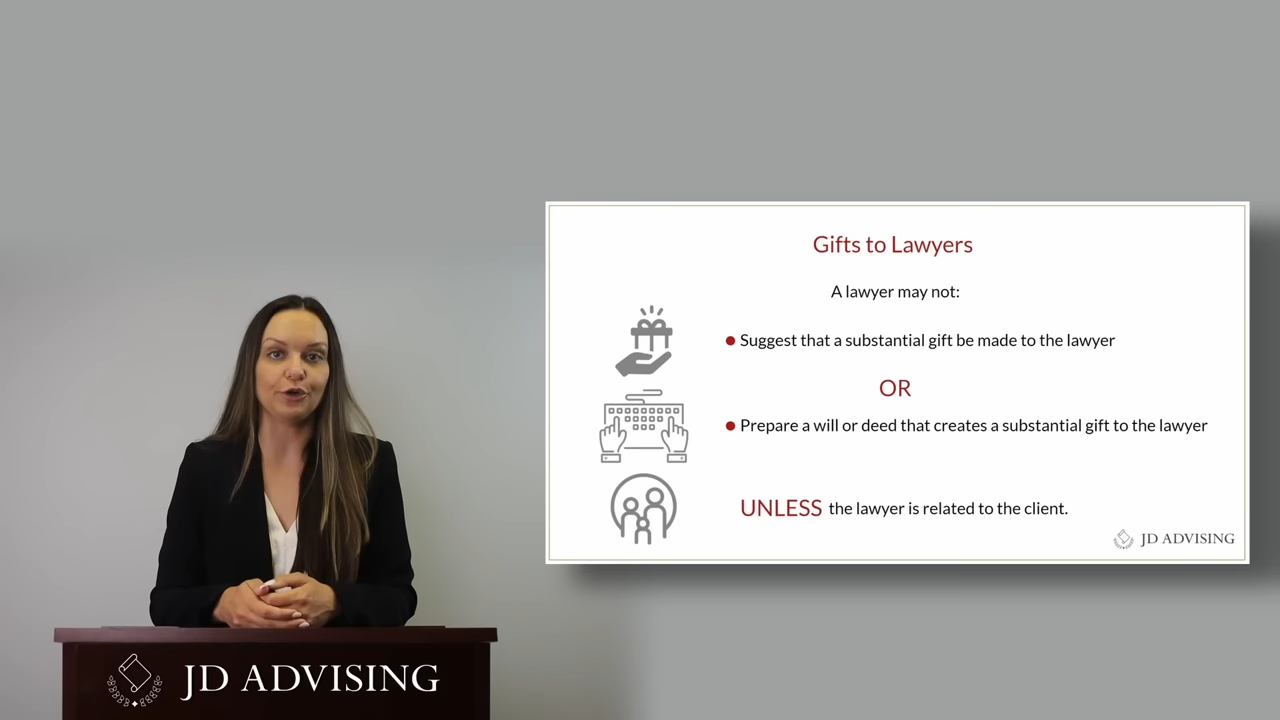 Gifts to Lawyers
A lawyer may not:
Suggest that a substantial gift be made to the lawyer
OR
Prepare a will or deed that creates a substantial gift to the lawyer
UNLESS the lawyer is related to the client.
JD ADVISING
JD ADVISING